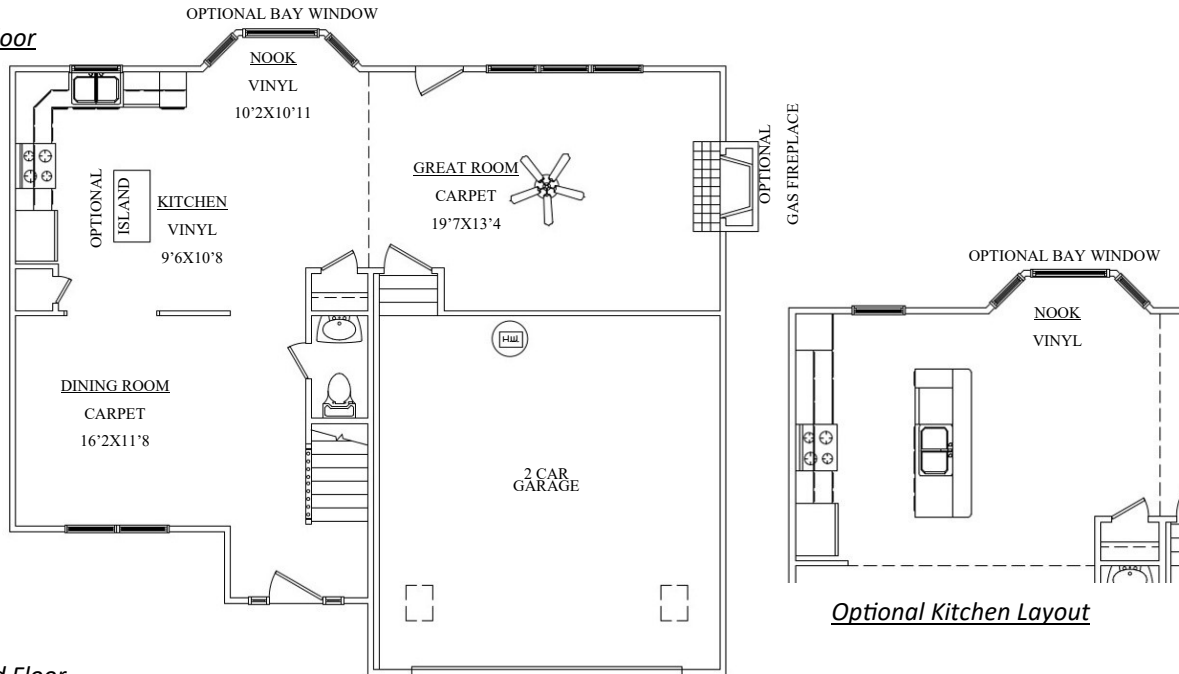 OPTIONAL BAY WINDOW
oor
NOOK
VINYL
10'2X10'11
GREAT ROOM
CARPET
19'7X13'4
OPTIONAL
GAS FIREPLACE
OPTIONAL
ISLAND
KITCHEN
VINYL
9'6X10'8
DINING ROOM
CARPET
16'2X11'8
2 CAR
GARAGE
OPTIONAL BAY WINDOW
NOOK
VINYL
Optional Kitchen Layout
d Floor